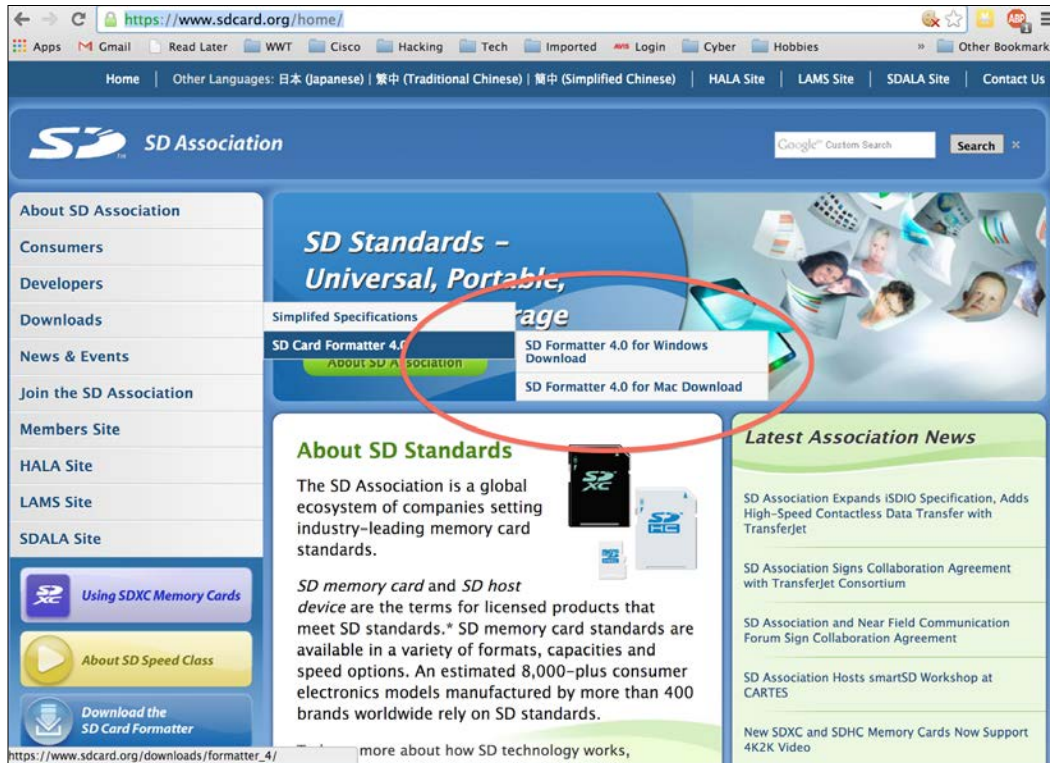 https://www.sdcard.org/home/
Apps Gmail Read Later WWT Cisco Hacking Tech Imported AVIS Login Cyber Hobbies » Other Bookmark
Home | Other Languages: 日本 (Japanese) | 繁中 (Traditional Chinese) | 簡中 (Simplified Chinese) | HALA Site | LAMS Site | SDALA Site | Contact Us
SD Association
Google™ Custom Search Search ×
About SD Association
Consumers
Developers
Downloads
News & Events
Join the SD Association
Members Site
HALA Site
LAMS Site
SDALA Site
Using SDXC Memory Cards
About SD Speed Class
Download the
SD Card Formatter
https://www.sdcard.org/downloads/formatter_4/
SD Standards –
Universal, Portable,
rage
About SD Association
Simplifed Specifications
SD Card Formatter 4.0
SD Formatter 4.0 for Windows
Download
SD Formatter 4.0 for Mac Download
About SD Standards
The SD Association is a global
ecosystem of companies setting
industry-leading memory card
standards.
SD XC
SD HC
SD memory card and SD host
device are the terms for licensed products that
meet SD standards.* SD memory card standards are
available in a variety of formats, capacities and
speed options. An estimated 8,000-plus consumer
electronics models manufactured by more than 400
brands worldwide rely on SD standards.
more about how SD technology works,
Latest Association News
SD Association Expands iSDIO Specification, Adds
High-Speed Contactless Data Transfer with
TransferJet
SD Association Signs Collaboration Agreement
with TransferJet Consortium
SD Association and Near Field Communication
Forum Sign Collaboration Agreement
SD Association Hosts smartSD Workshop at
CARTES
New SDXC and SDHC Memory Cards Now Support
4K2K Video